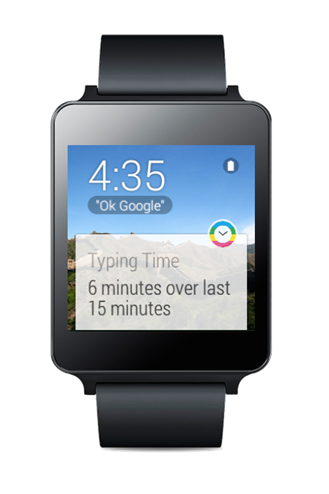 4:35
"Ok Google"
Typing Time
6 minutes over last
15 minutes